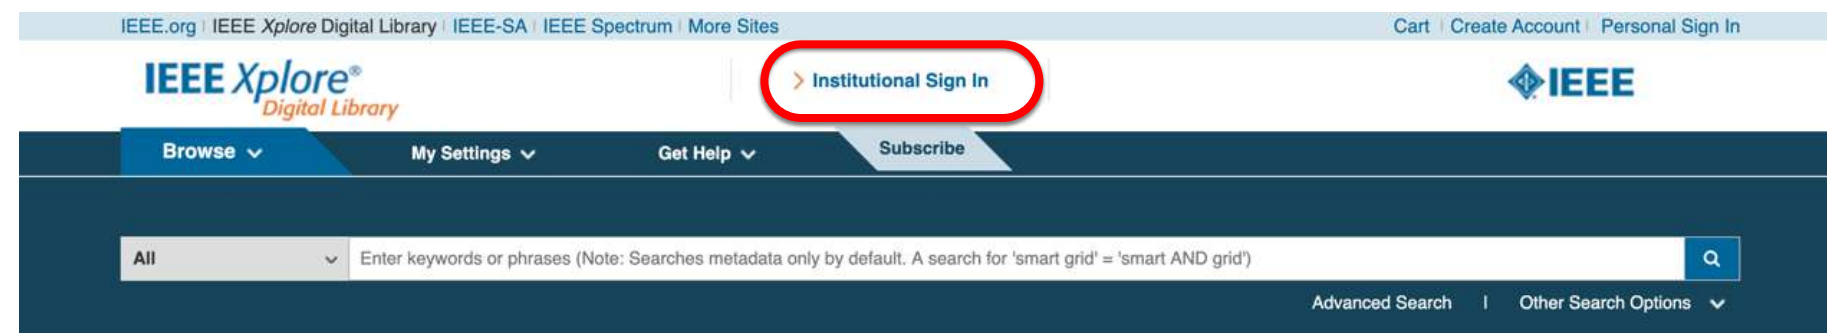 IEEE.org | IEEE Xplore Digital Library | IEEE-SA | IEEE Spectrum | More Sites
Cart | Create Account | Personal Sign In
IEEE Xplore®
Digital Library
> Institutional Sign In
IEEE
Browse
My Settings
Get Help
Subscribe
All
Enter keywords or phrases (Note: Searches metadata only by default. A search for 'smart grid' = 'smart AND grid')
Advanced Search | Other Search Options